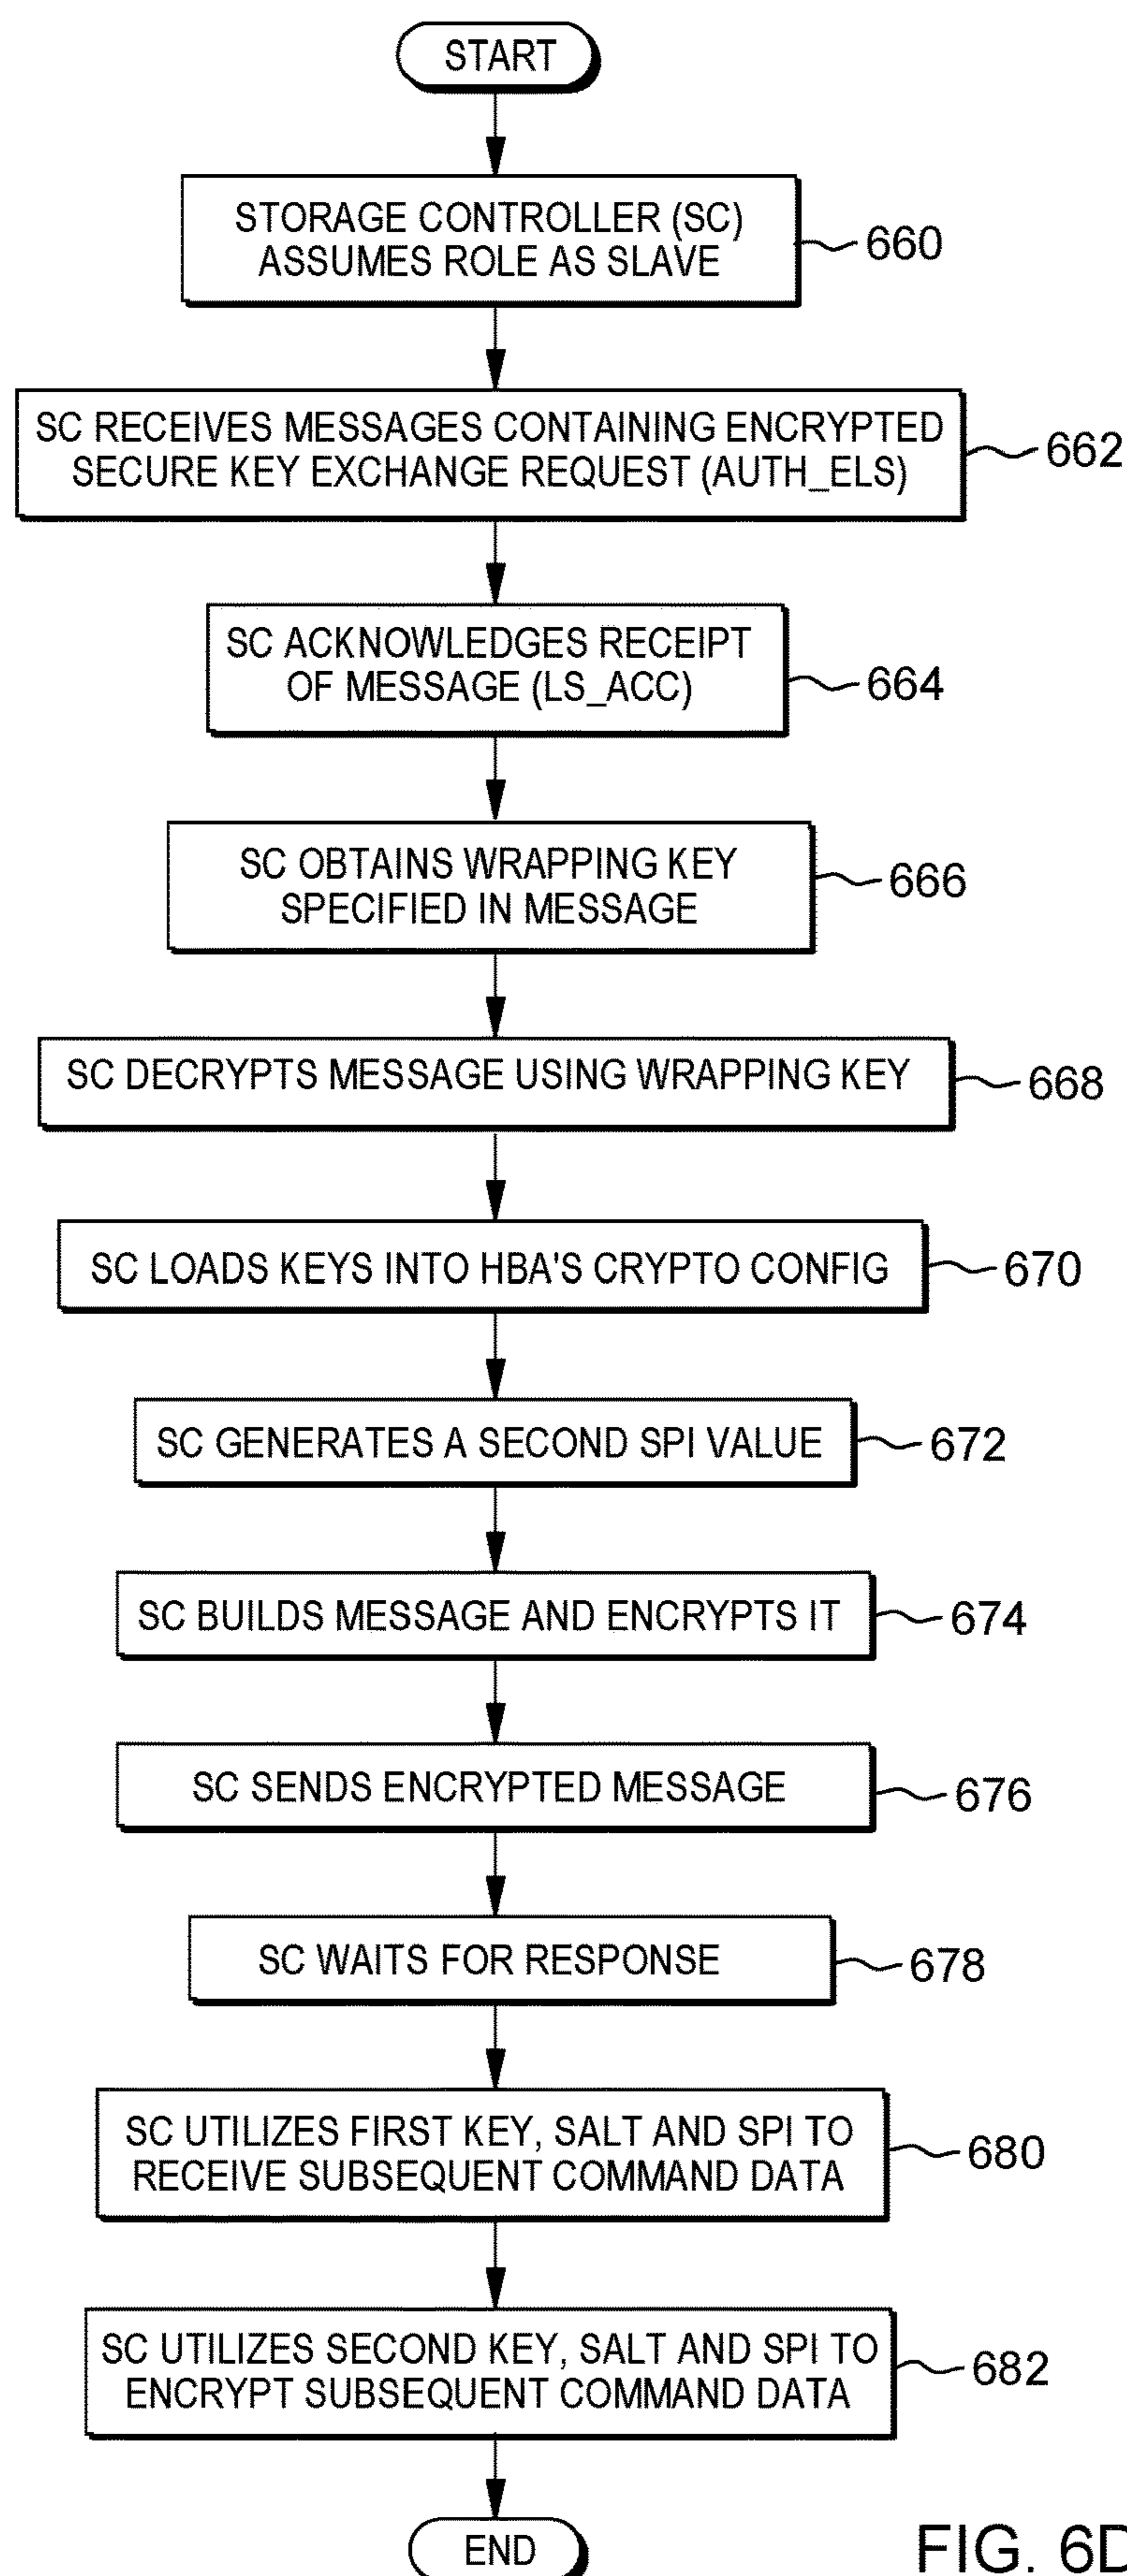 START
STORAGE CONTROLLER (SC)
ASSUMES ROLE AS SLAVE
660
SC RECEIVES MESSAGES CONTAINING ENCRYPTED
SECURE KEY EXCHANGE REQUEST (AUTH_ELS)
662
SC ACKNOWLEDGES RECEIPT
OF MESSAGE (LS_ACC)
664
SC OBTAINS WRAPPING KEY
SPECIFIED IN MESSAGE
666
SC DECRYPTS MESSAGE USING WRAPPING KEY
668
SC LOADS KEYS INTO HBA'S CRYPTO CONFIG
670
SC GENERATES A SECOND SPI VALUE
672
SC BUILDS MESSAGE AND ENCRYPTS IT
674
SC SENDS ENCRYPTED MESSAGE
676
SC WAITS FOR RESPONSE
678
SC UTILIZES FIRST KEY, SALT AND SPI TO
RECEIVE SUBSEQUENT COMMAND DATA
680
SC UTILIZES SECOND KEY, SALT AND SPI TO
ENCRYPT SUBSEQUENT COMMAND DATA
682
END
FIG. 6D